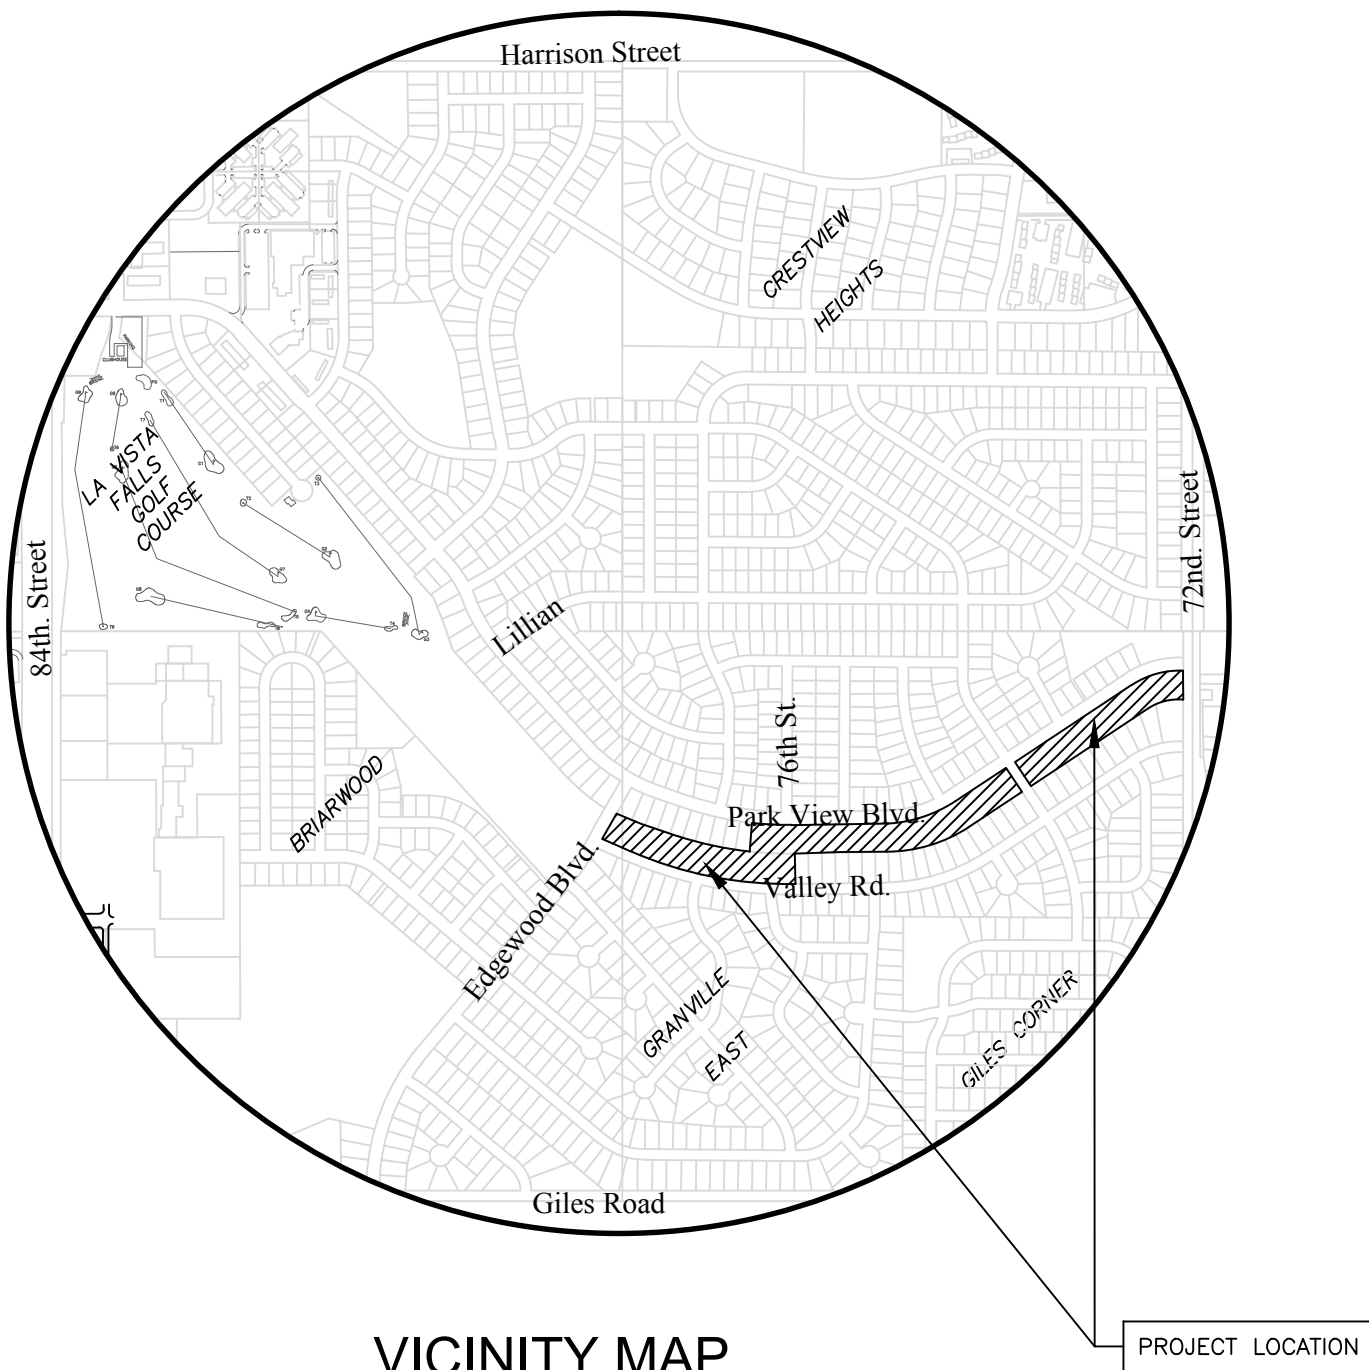 Harrison Street
CRESTVIEW
HEIGHTS
CLUBHOUSE
LA VISTA
FALLS
GOLF
COURSE
84th. Street
72nd. Street
Lillian
76th St.
BRIARWOOD
Park View Blvd.
Valley Rd.
Edgewood Blvd.
GRANVILLE
EAST
GILES CORNER
Giles Road
VICINITY MAP
PROJECT LOCATION